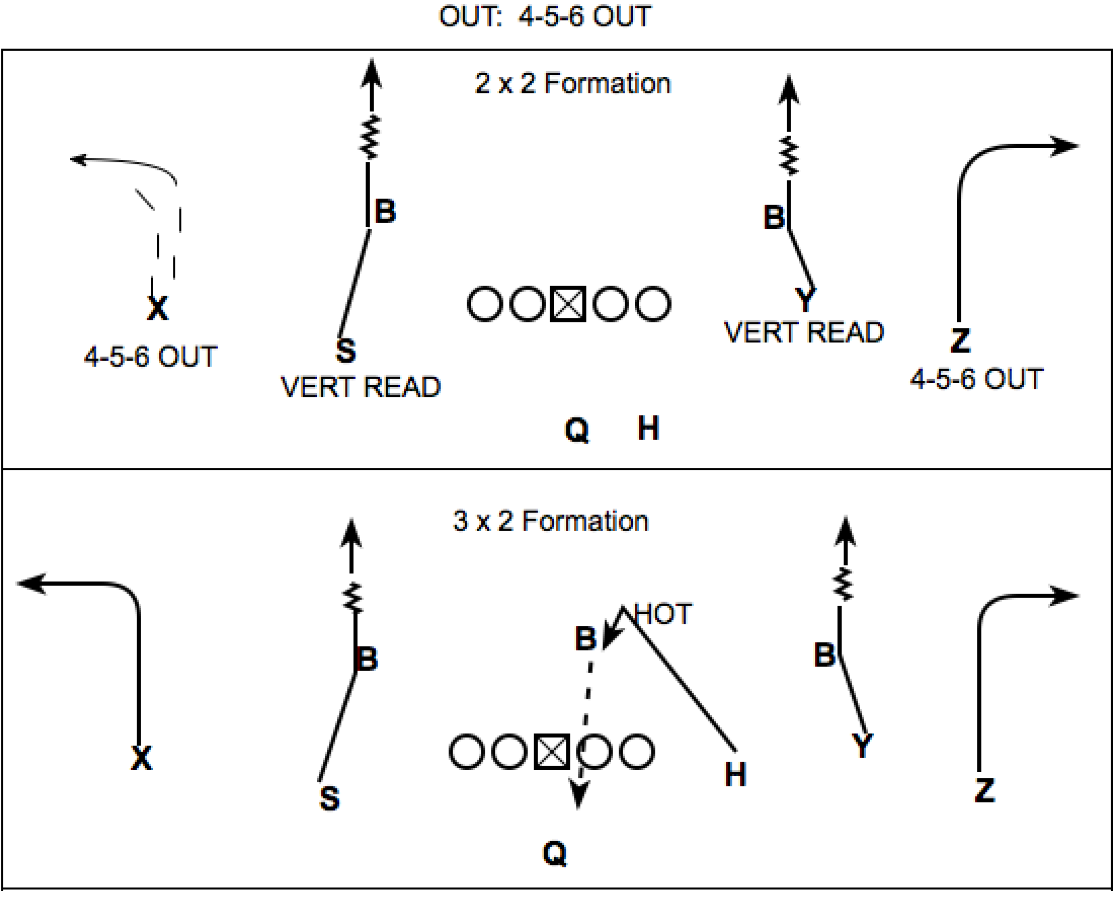 OUT: 4-5-6 OUT
2 x 2 Formation
B
B
X
Y
4-5-6 OUT
S
VERT READ
VERT READ
Z
4-5-6 OUT
Q H
3 x 2 Formation
HOT
B
B
B
X
Y
S
H
Z
Q